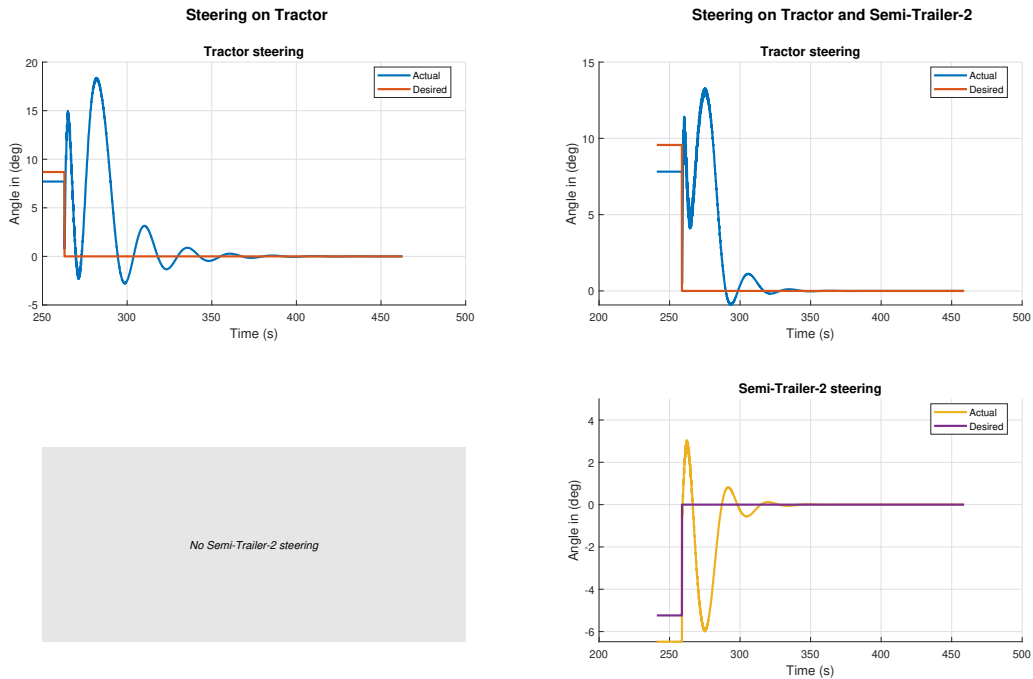 Steering on Tractor
Tractor steering
Actual
Desired
20
15
10
5
0
-5
Angle in (deg)
250
300
350
400
450
500
Time (s)
No Semi-Trailer-2 steering
Steering on Tractor and Semi-Trailer-2
Tractor steering
Actual
Desired
15
10
5
0
Angle in (deg)
200
250
300
350
400
450
500
Time (s)
Semi-Trailer-2 steering
Actual
Desired
4
2
0
-2
-4
-6
Angle in (deg)
200
250
300
350
400
450
500
Time (s)